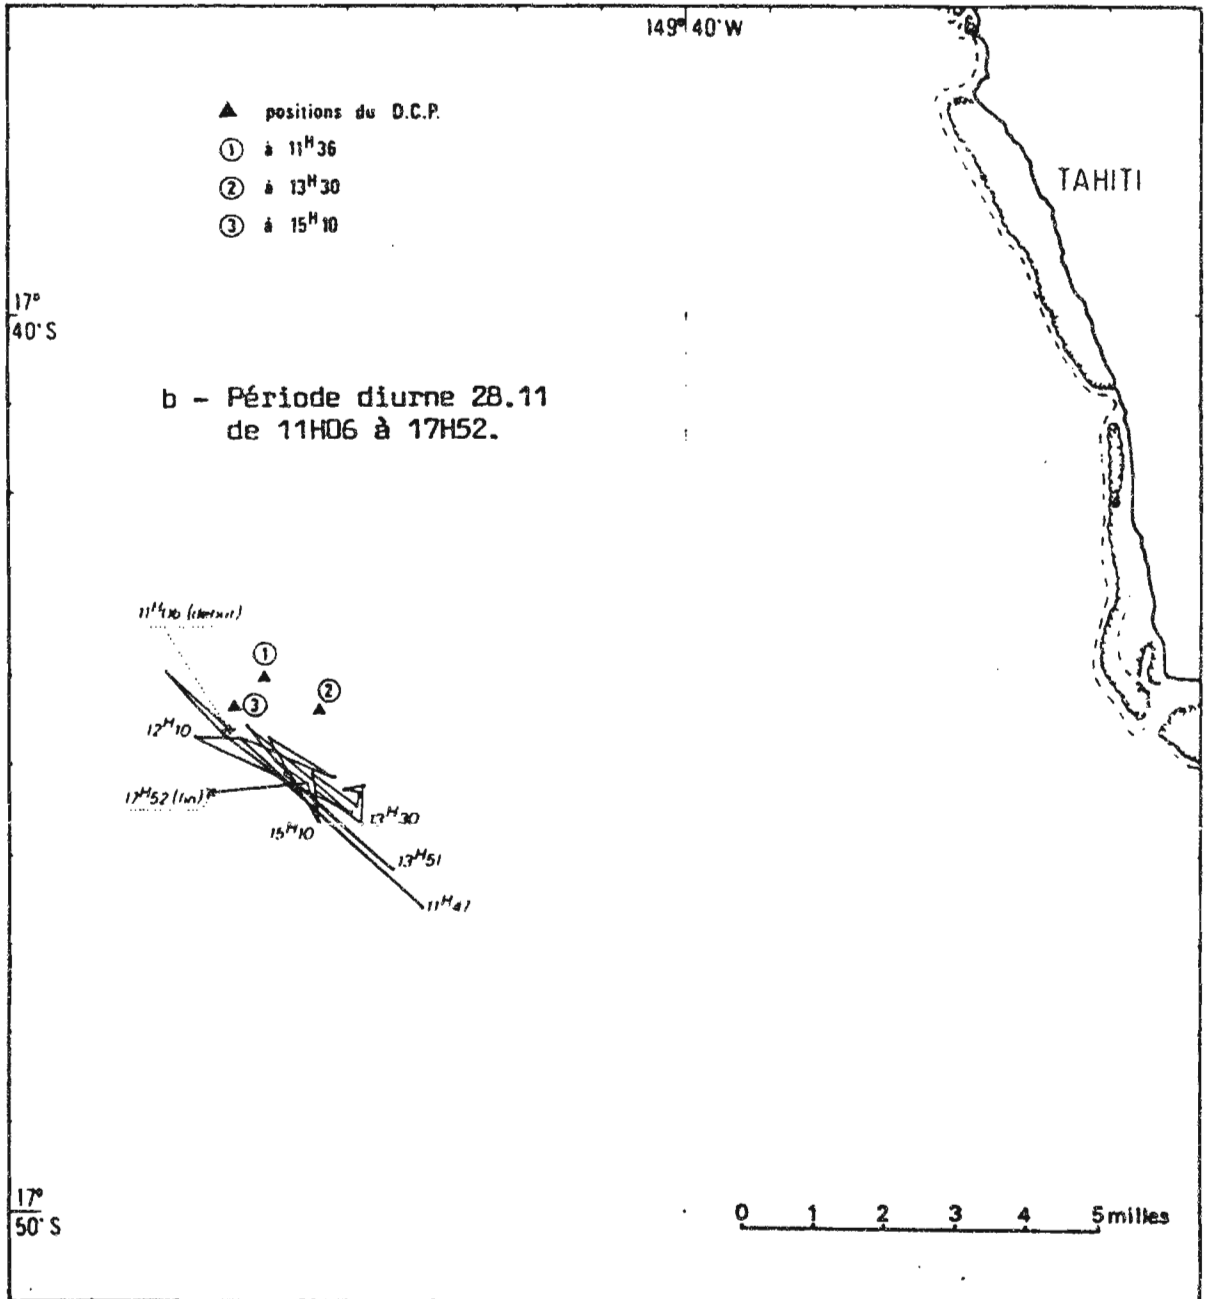 149° 40' W
▲ positions du D.C.P.
① à 11H36
② à 13H30
③ à 15H10
TAHITI
17°
40' S
b - Période diurne 28.11
de 11H06 à 17H52.
11H06 (début)
①
②
③
12H10
17H52 (fin)
15H10
13H30
13H51
11H47
17°
50' S
0 1 2 3 4 5 milles